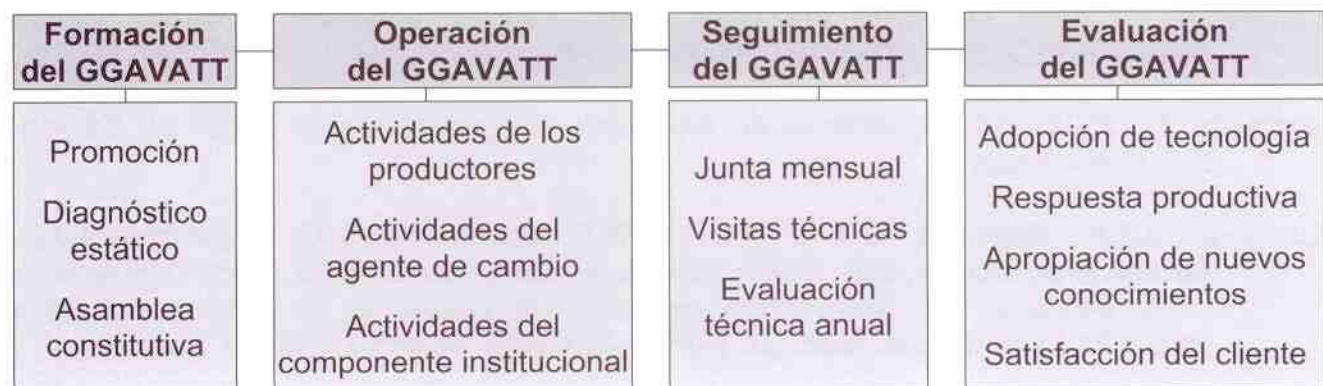 Formación
del GGAVATT
Promoción
Diagnóstico
estático
Asamblea
constitutiva
Operación
del GGAVATT
Actividades de los
productores
Actividades del
agente de cambio
Actividades del
componente institucional
Seguimiento
del GGAVATT
Junta mensual
Visitas técnicas
Evaluación
técnica anual
Evaluación
del GGAVATT
Adopción de tecnología
Respuesta productiva
Apropiación de nuevos
conocimientos
Satisfacción del cliente